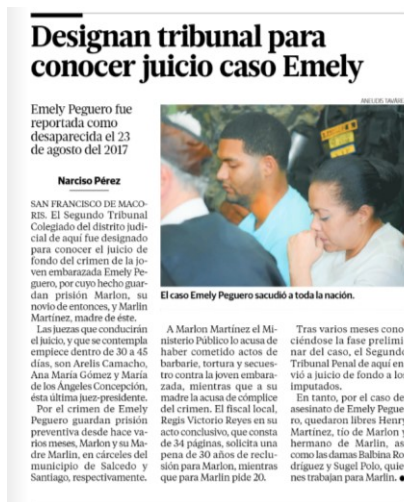 Designan tribunal para
conocer juicio caso Emely
Emely Peguero fue
reportada como
desaparecida el 23
de agosto del 2017
Narciso Pérez
SAN FRANCISCO DE MACO-
RIS. El Segundo Tribunal
Colegiado del distrito judi-
cial de aquí fue designado
para conocer el juicio de
fondo del crimen de la jo-
ven embarazada Emely Pe-
guero, por cuyo hecho guar-
dan prisión Marlon, su
novio de entonces, y Marlin
Martínez, madre de éste.
Las juezas que conducirán
el juicio, y que se contempla
empiece dentro de 30 a 45
días, son Arelis Camacho,
Ana María Gómez y María
de los Ángeles Concepción,
ésta última juez-presidente.
Por el crimen de Emely
Peguero guardan prisión
preventiva desde hace va-
rios meses, Marlon y su Ma-
dre Marlin, en cárceles del
municipio de Salcedo y
Santiago, respectivamente.
El caso Emely Peguero sacudió a toda la nación.
A Marlon Martínez el Mi-
nisterio Público lo acusa de
haber cometido actos de
barbarie, tortura y secues-
tro contra la joven embara-
zada, mientras que a su
madre la acusa de cómplice
del crimen. El fiscal local,
Regis Victorio Reyes en su
acto conclusivo, que consta
de 34 páginas, solicita una
pena de 30 años de reclu-
sión para Marlon, mientras
que para Marlin pide 20.
Tras varios meses cono
ciéndose la fase prelimi
nar del caso, el Segundo
Tribunal Penal de aquí en
vió a juicio de fondo a los
imputados.
En tanto, por el caso de
asesinato de Emely Pegue
ro, quedaron libres Henry
Martínez, tío de Marlon y
hermano de Marlin, as
como las damas Balbina Ro
dríguez y Sugel Polo, quie
nes trabajan para Marlin.